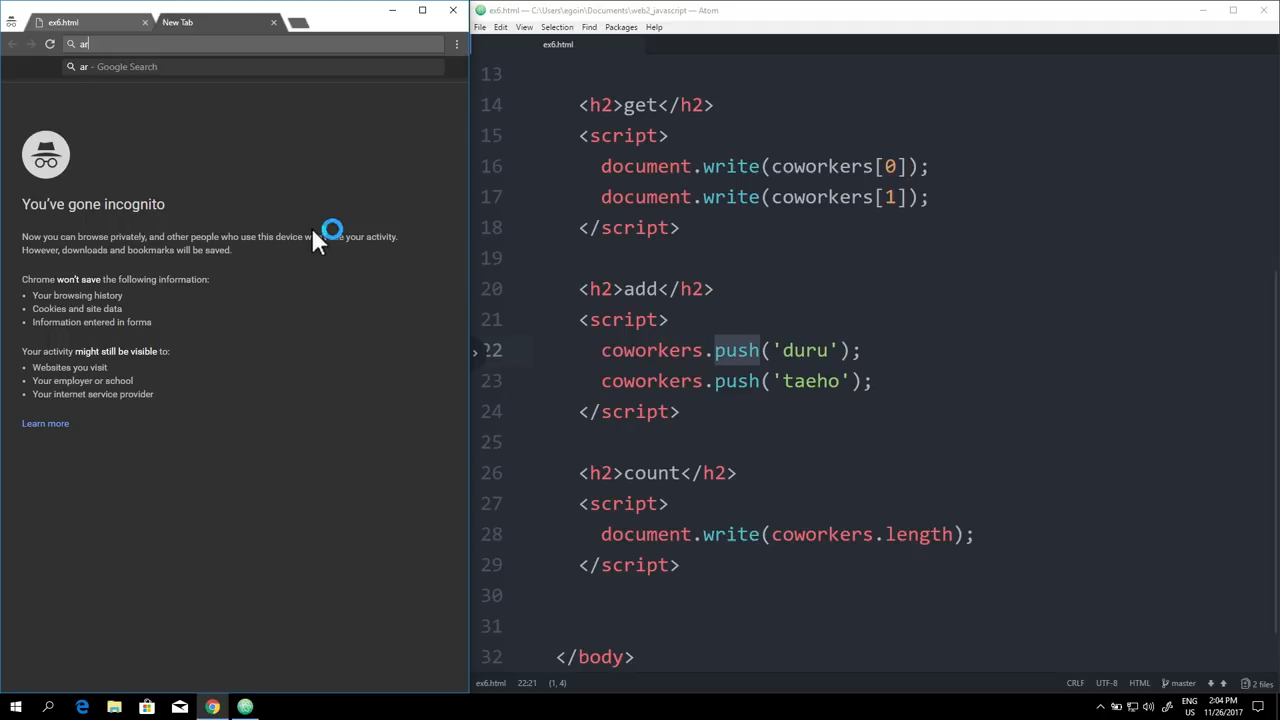 ex6.html
New Tab
ar
ar - Google Search
You've gone incognito
Now you can browse privately, and other people who use this device w your activity.
However, downloads and bookmarks will be saved.
Chrome won't save the following information:
• Your browsing history
• Cookies and site data
• Information entered in forms
Your activity might still be visible to:
• Websites you visit
• Your employer or school
• Your internet service provider
Learn more
ex6.html — C:\Users\egoin\Documents\web2_javascript — Atom
File Edit View Selection Find Packages Help
ex6.html
13
14 <h2>get</h2>
15 <script>
16 document.write(coworkers[0]);
17 document.write(coworkers[1]);
18 </script>
19
20 <h2>add</h2>
21 <script>
22 coworkers.push('duru');
23 coworkers.push('taeho');
24 </script>
25
26 <h2>count</h2>
27 <script>
28 document.write(coworkers.length);
29 </script>
30
31
32 </body>
ex6.html 22:21 (1, 4) CRLF UTF-8 HTML master 2 files
ENG
US
2:04 PM
11/26/2017